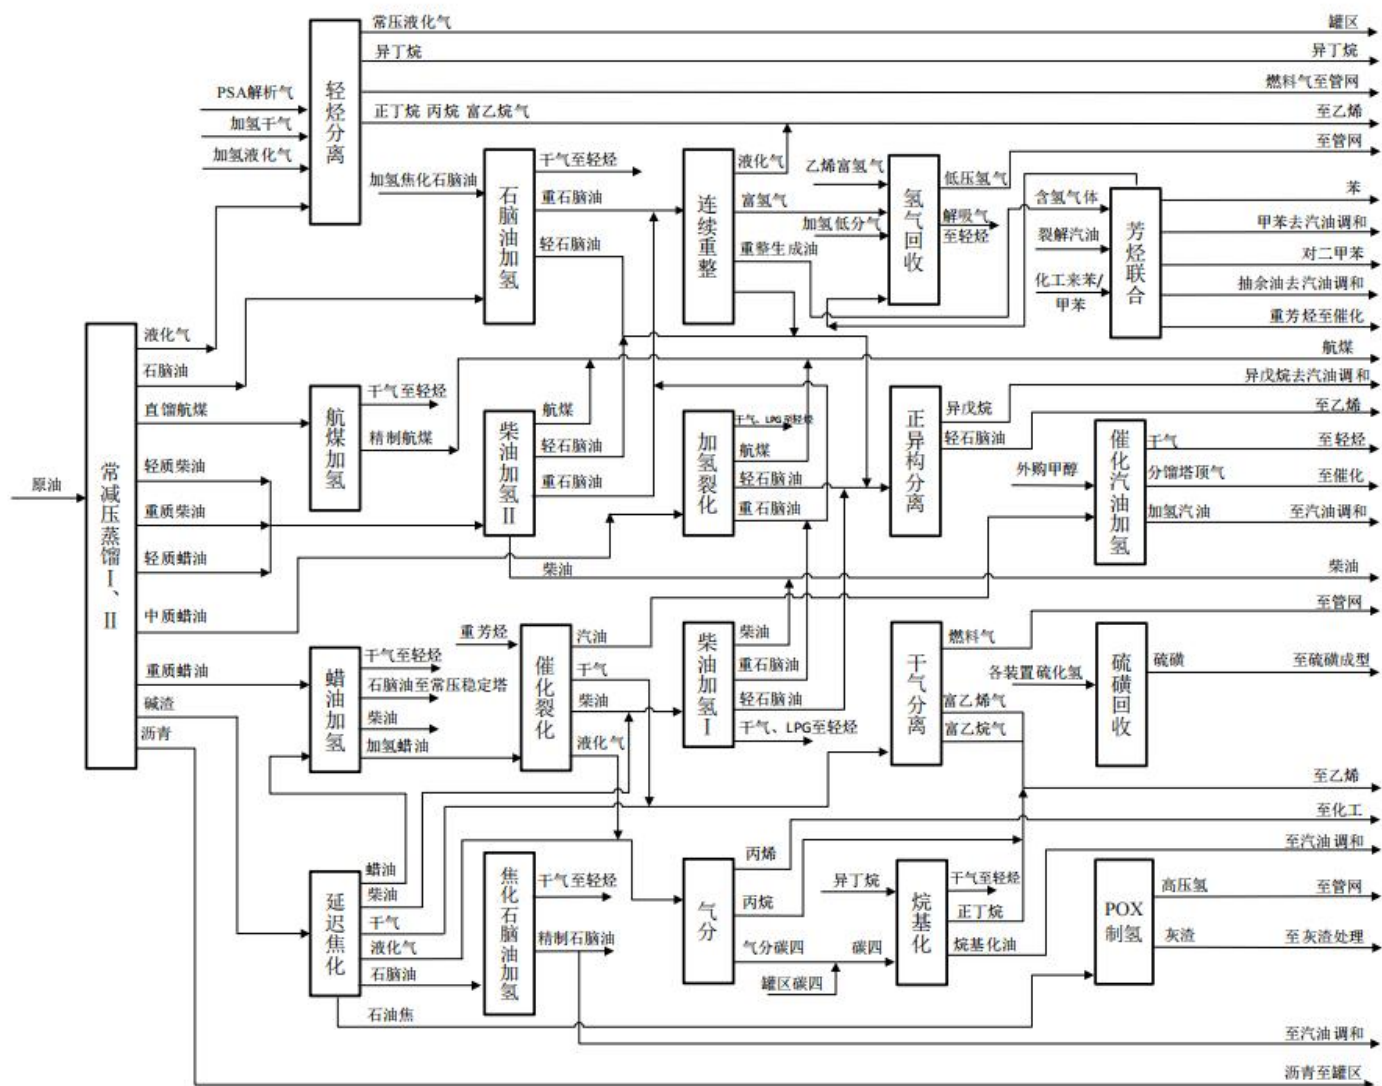 常压液化气
罐区
异丁烷
异丁烷
燃料气至管网
PSA解析气
轻烃分离
正丁烷 丙烷 富乙烷气
至乙烯
加氢干气
加氢液化气
至管网
干气至轻烃
液化气
乙烯富氢气
低压氢气
加氢焦化石脑油
石脑油加氢
重石脑油
连续重整
富氢气
氢气回收
含氢气体
苯
加氢低分气
解吸气
至轻烃
芳烃联合
甲苯去汽油调和
轻石脑油
重整生成油
裂解汽油
对二甲苯
化工来苯/
甲苯
抽余油去汽油调和
重芳烃至催化
液化气
航煤
石脑油
异戊烷去汽油调和
直馏航煤
航煤加氢
干气至轻烃
精制航煤
柴油加氢Ⅱ
航煤
轻石脑油
重石脑油
加氢裂化
干气、LPG至轻烃
航煤
轻石脑油
重石脑油
正异构分离
异戊烷
轻石脑油
至乙烯
催化汽油加氢
干气
至轻烃
外购甲醇
分馏塔顶气
至催化
加氢汽油
至汽油调和
原油
常减压蒸馏Ⅰ、Ⅱ
轻质柴油
重质柴油
轻质蜡油
柴油
柴油
中质蜡油
至管网
重芳烃
汽油
柴油
燃料气
重质蜡油
蜡油加氢
干气至轻烃
石脑油至常压稳定塔
柴油
加氢蜡油
催化裂化
干气
柴油
液化气
柴油加氢Ⅰ
重石脑油
轻石脑油
干气、LPG至轻烃
干气分离
富乙烯气
富乙烷气
各装置硫化氢
硫磺回收
硫磺
至硫磺成型
碱渣
沥青
至乙烯
至化工
至汽油调和
延迟焦化
蜡油
柴油
干气
液化气
石脑油
石油焦
焦化石脑油加氢
干气至轻烃
精制石脑油
气分
丙烯
丙烷
气分碳四
碳四
罐区碳四
异丁烷
烷基化
干气至轻烃
正丁烷
烷基化油
POX
制氢
高压氢
至管网
灰渣
至灰渣处理
至汽油调和
沥青至罐区